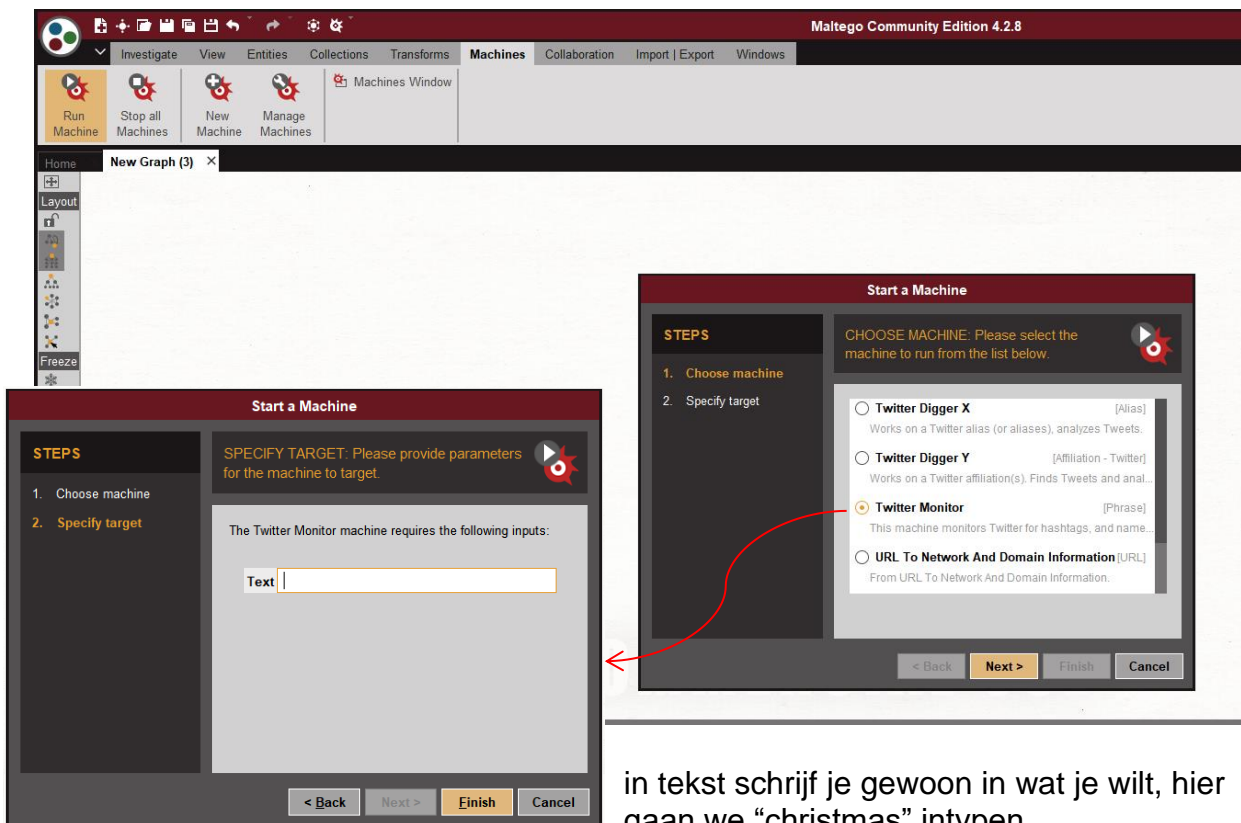 Maltego Community Edition 4.2.8
Investigate View Entities Collections Transforms Machines Collaboration Import | Export Windows
Run Machine
Stop all Machines
New Machine
Manage Machines
Machines Window
Home New Graph (3)
Layout
Freeze
Start a Machine
STEPS
1. Choose machine
2. Specify target
CHOOSE MACHINE: Please select the
machine to run from the list below.
Twitter Digger X [Alias]
Works on a Twitter alias (or aliases), analyzes Tweets.
Twitter Digger Y [Affiliation - Twitter]
Works on a Twitter affiliation(s). Finds Tweets and anal...
Twitter Monitor [Phrase]
This machine monitors Twitter for hashtags, and name...
URL To Network And Domain Information [URL]
From URL To Network And Domain Information.
< Back Next > Finish Cancel
Start a Machine
STEPS
1. Choose machine
2. Specify target
SPECIFY TARGET: Please provide parameters
for the machine to target.
The Twitter Monitor machine requires the following inputs:
Text
< Back Next > Finish Cancel
in tekst schrijf je gewoon in wat je wilt, hier
gaan we “christmas” intypen